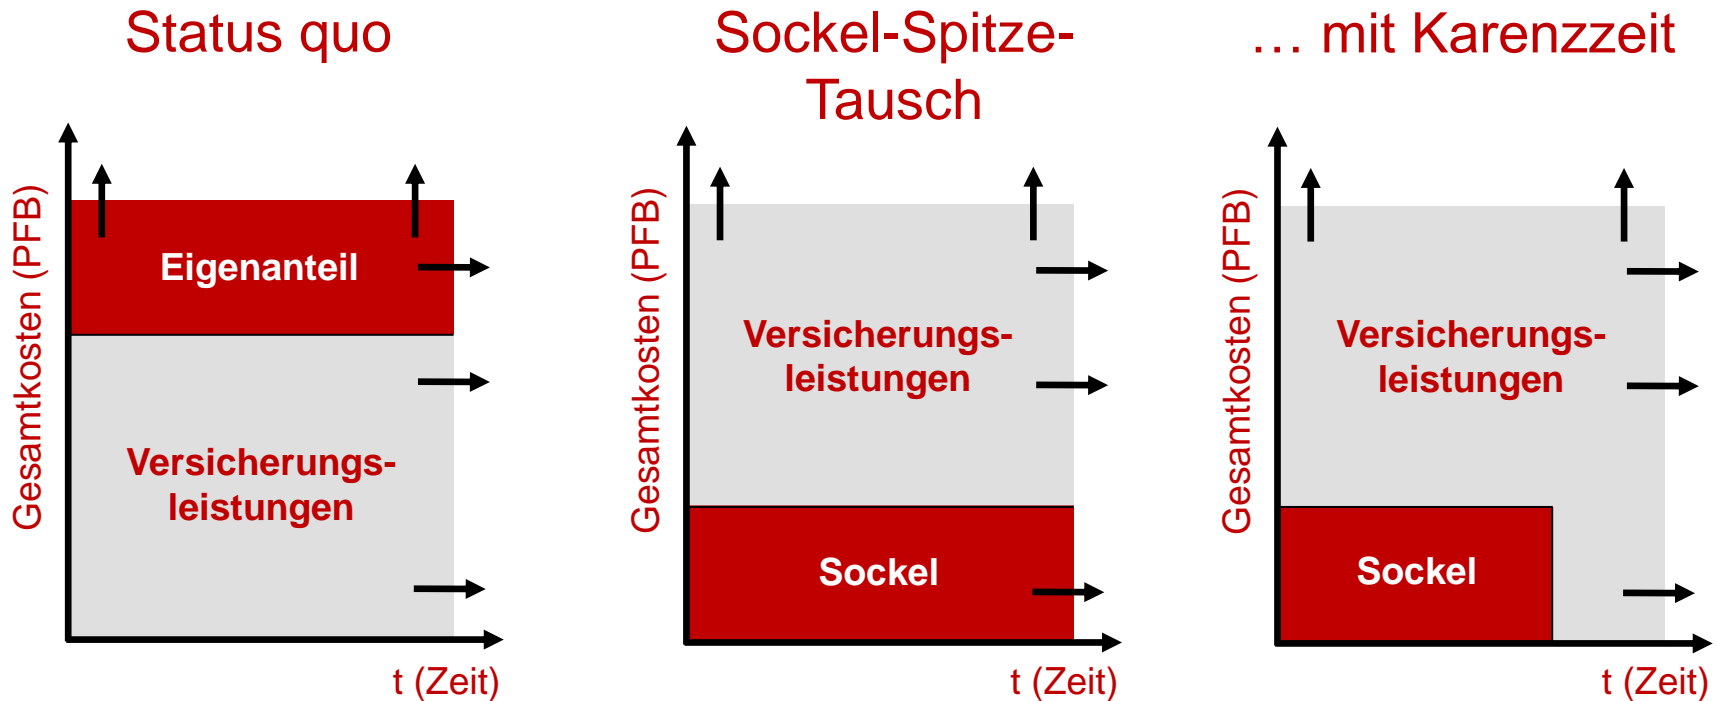 Status quo
Gesamtkosten (PFB)
Eigenanteil
Versicherungs-
leistungen
t (Zeit)
Sockel-Spitze-
Tausch
Gesamtkosten (PFB)
Versicherungs-
leistungen
Sockel
t (Zeit)
… mit Karenzzeit
Gesamtkosten (PFB)
Versicherungs-
leistungen
Sockel
t (Zeit)